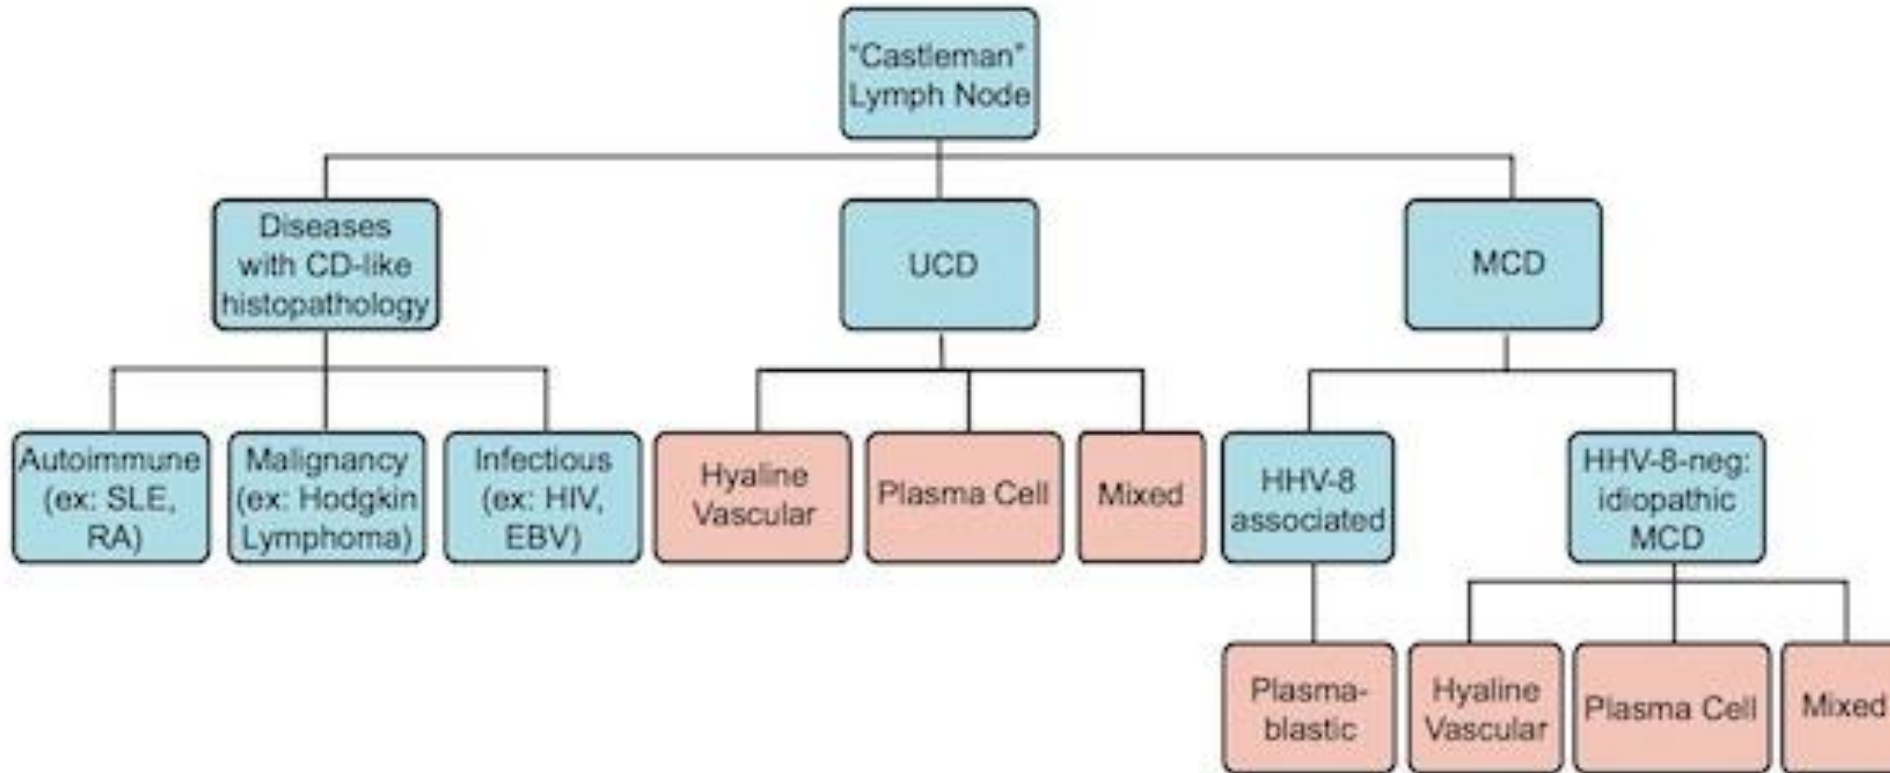 "Castleman"
Lymph Node
Diseases
with CD-like
histopathology
UCD
MCD
Autoimmune
(ex: SLE,
RA)
Malignancy
(ex: Hodgkin
Lymphoma)
Infectious
(ex: HIV,
EBV)
Hyaline
Vascular
Plasma Cell
Mixed
HHV-8
associated
HHV-8-neg:
idiopathic
MCD
Plasma-
blastic
Hyaline
Vascular
Plasma Cell
Mixed